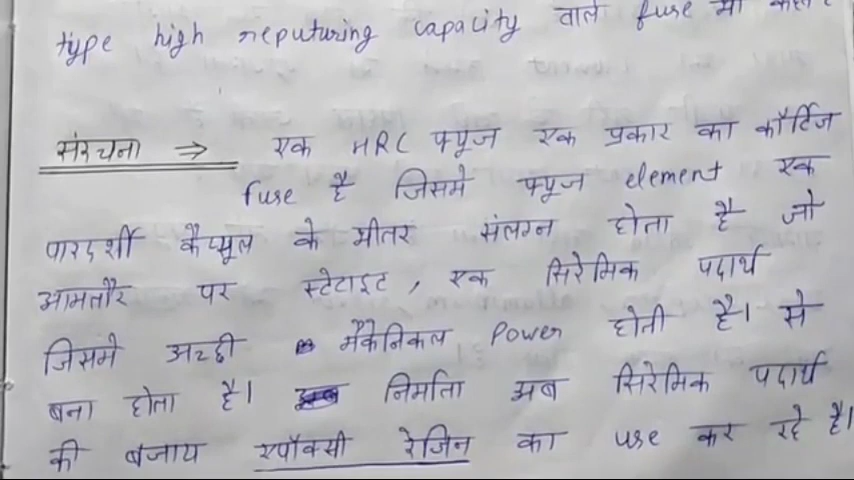 type high reputuring capacity वाले fuse भी
संरचना ⇒ एक HRC फ्यूज एक प्रकार का कौर्टिज
fuse है जिसमे फ्यूज element एक
पारदर्शी कैप्सूल के भीतर संलग्न होता है जो
आमतौर पर स्टेटाइट, एक सिरेमिक पदार्थ
जिसमे अच्छी मैकेनिकल Power होती है। से
बना होता है। निर्माता अब सिरेमिक पदार्थ
की बजाय एपॉक्सी रेजिन का use कर रहे है।